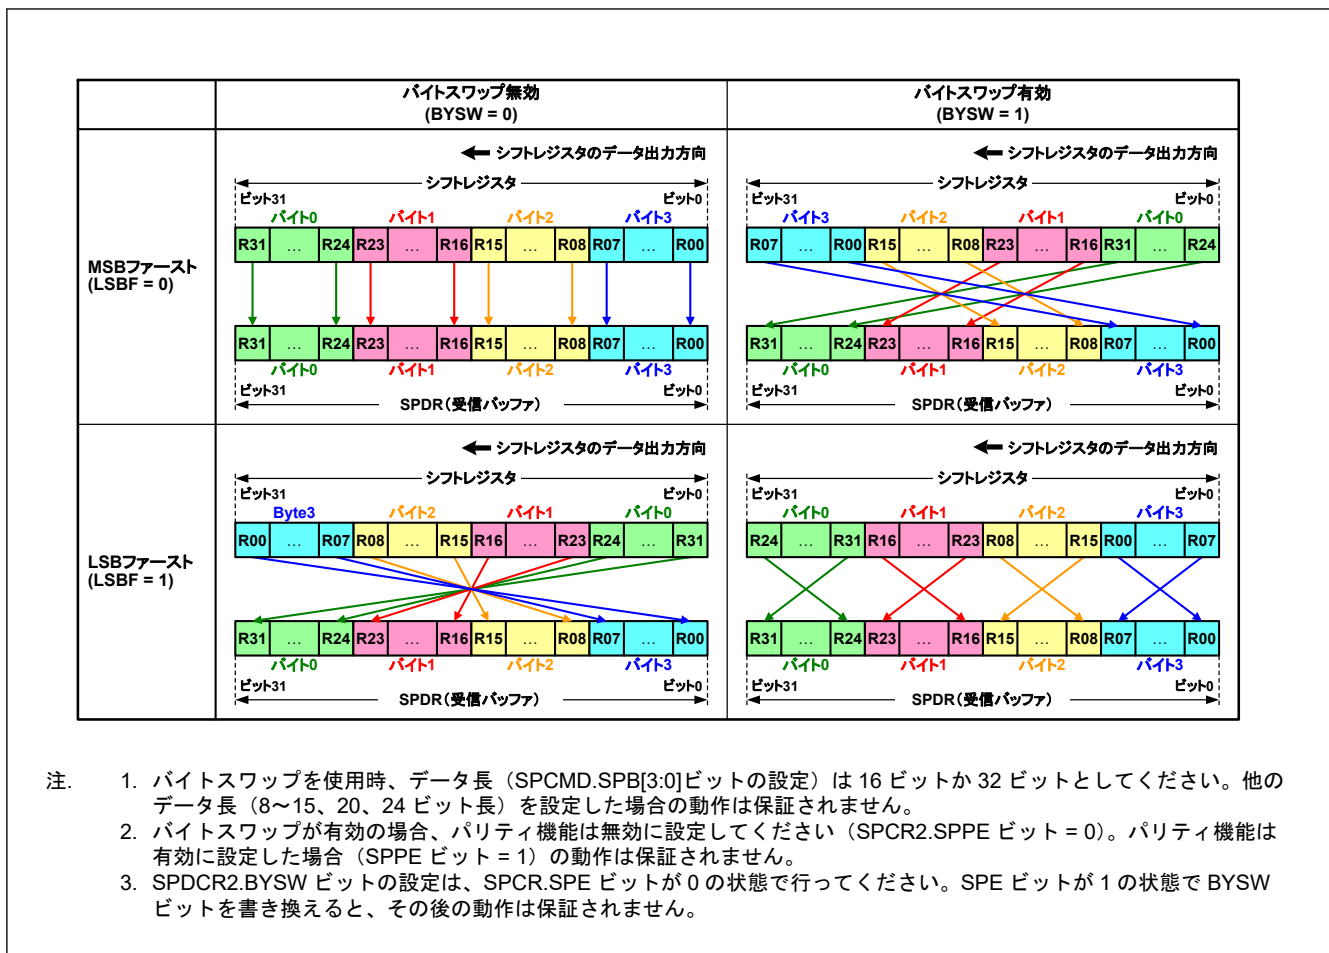 バイトスワップ無効
(BYSW = 0)
バイトスワップ有効
(BYSW = 1)
MSBファースト
(LSBF = 0)
シフトレジスタのデータ出力方向
シフトレジスタ
ビット31 ビット0
バイト0 バイト1 バイト2 バイト3
R31 ... R24 R23 ... R16 R15 ... R08 R07 ... R00
R31 ... R24 R23 ... R16 R15 ... R08 R07 ... R00
バイト0 バイト1 バイト2 バイト3
ビット31 ビット0
SPDR（受信バッファ）
シフトレジスタのデータ出力方向
シフトレジスタ
ビット31 ビット0
バイト3 バイト2 バイト1 バイト0
R07 ... R00 R15 ... R08 R23 ... R16 R31 ... R24
R31 ... R24 R23 ... R16 R15 ... R08 R07 ... R00
バイト0 バイト1 バイト2 バイト3
ビット31 ビット0
SPDR（受信バッファ）
LSBファースト
(LSBF = 1)
シフトレジスタのデータ出力方向
シフトレジスタ
ビット31 ビット0
Byte3 バイト2 バイト1 バイト0
R00 ... R07 R08 ... R15 R16 ... R23 R24 ... R31
R31 ... R24 R23 ... R16 R15 ... R08 R07 ... R00
バイト0 バイト1 バイト2 バイト3
ビット31 ビット0
SPDR（受信バッファ）
シフトレジスタのデータ出力方向
シフトレジスタ
ビット31 ビット0
バイト0 バイト1 バイト2 バイト3
R24 ... R31 R16 ... R23 R08 ... R15 R00 ... R07
R31 ... R24 R23 ... R16 R15 ... R08 R07 ... R00
バイト0 バイト1 バイト2 バイト3
ビット31 ビット0
SPDR（受信バッファ）
注. 1. バイトスワップを使用時、データ長（SPCMD.SPB[3:0]ビットの設定）は 16 ビットか 32 ビットとしてください。他の
データ長（8～15、20、24 ビット長）を設定した場合の動作は保証されません。
2. バイトスワップが有効の場合、パリティ機能は無効に設定してください（SPCR2.SPPE ビット = 0）。パリティ機能は
有効に設定した場合（SPPE ビット = 1）の動作は保証されません。
3. SPDCR2.BYSW ビットの設定は、SPCR.SPE ビットが 0 の状態で行ってください。SPE ビットが 1 の状態で BYSW
ビットを書き換えると、その後の動作は保証されません。